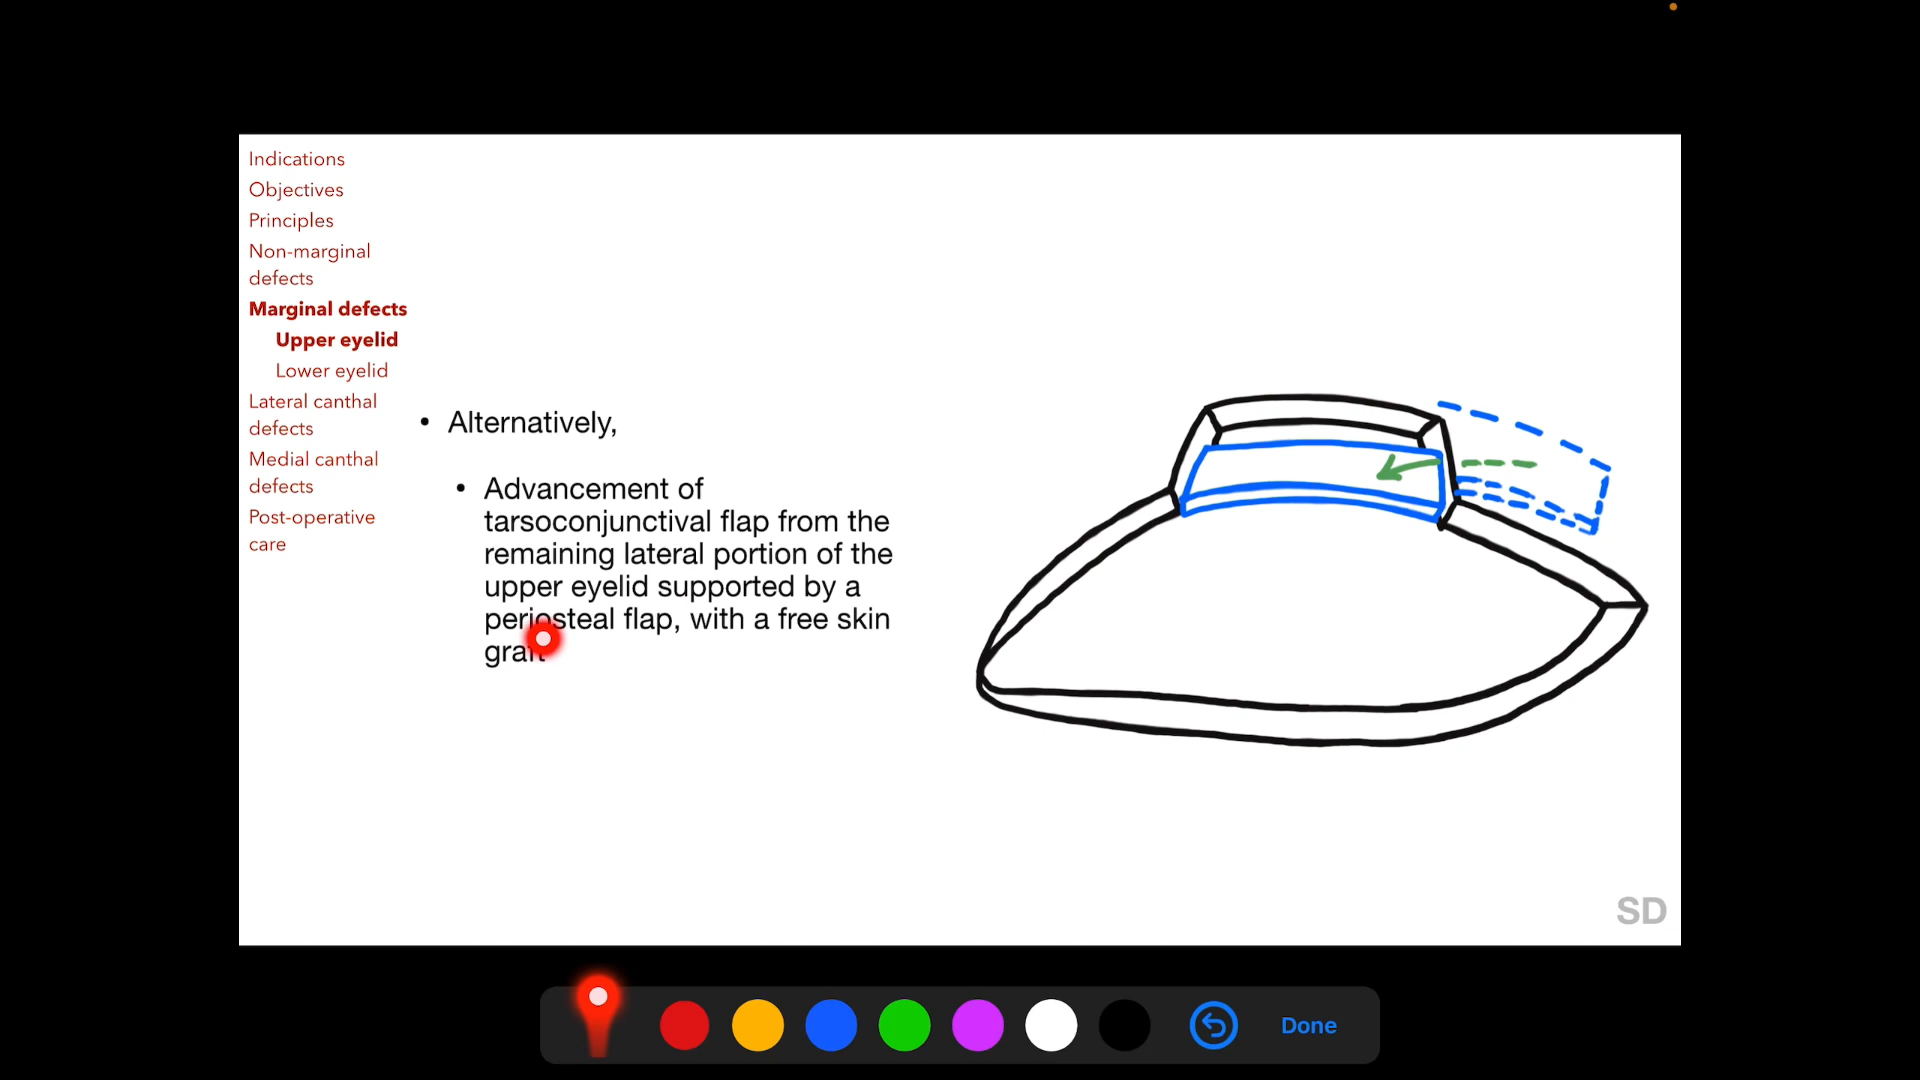 Indications
Objectives
Principles
Non-marginal
defects
Marginal defects
Upper eyelid
Lower eyelid
Lateral canthal
defects
Medial canthal
defects
Post-operative
care
• Alternatively,
• Advancement of
tarsoconjunctival flap from the
remaining lateral portion of the
upper eyelid supported by a
periosteal flap, with a free skin
graft
SD
Done